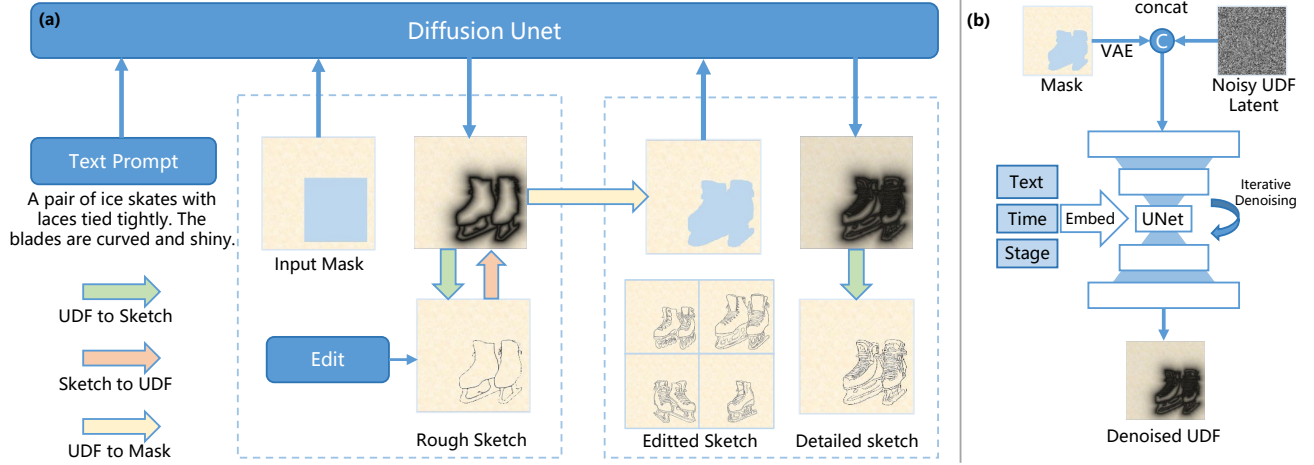 (a)
Diffusion Unet
Text Prompt
A pair of ice skates with
laces tied tightly. The
blades are curved and shiny.
UDF to Sketch
Sketch to UDF
UDF to Mask
Input Mask
Edit
Rough Sketch
Editted Sketch
Detailed sketch
(b)
concat
C
VAE
Mask
Noisy UDF
Latent
Text
Time
Stage
Embed
UNet
Iterative
Denoising
Denoised UDF